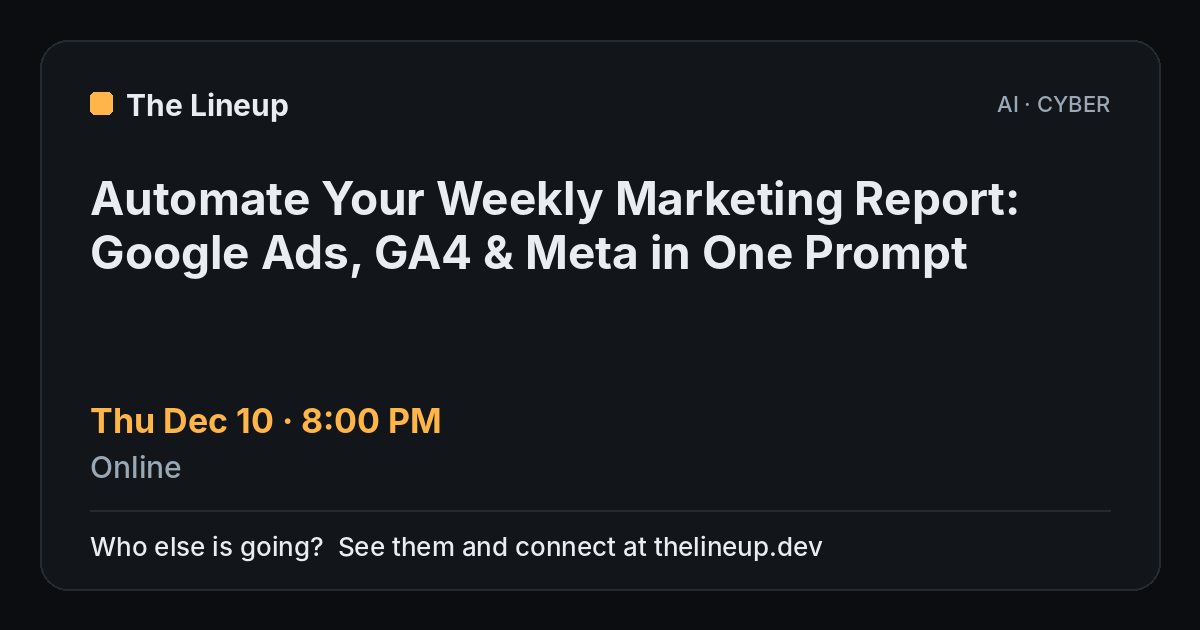 The Lineup
AI · CYBER
Automate Your Weekly Marketing Report:
Google Ads, GA4 & Meta in One Prompt
Thu Dec 10 · 8:00 PM
Online
Who else is going? See them and connect at thelineup.dev